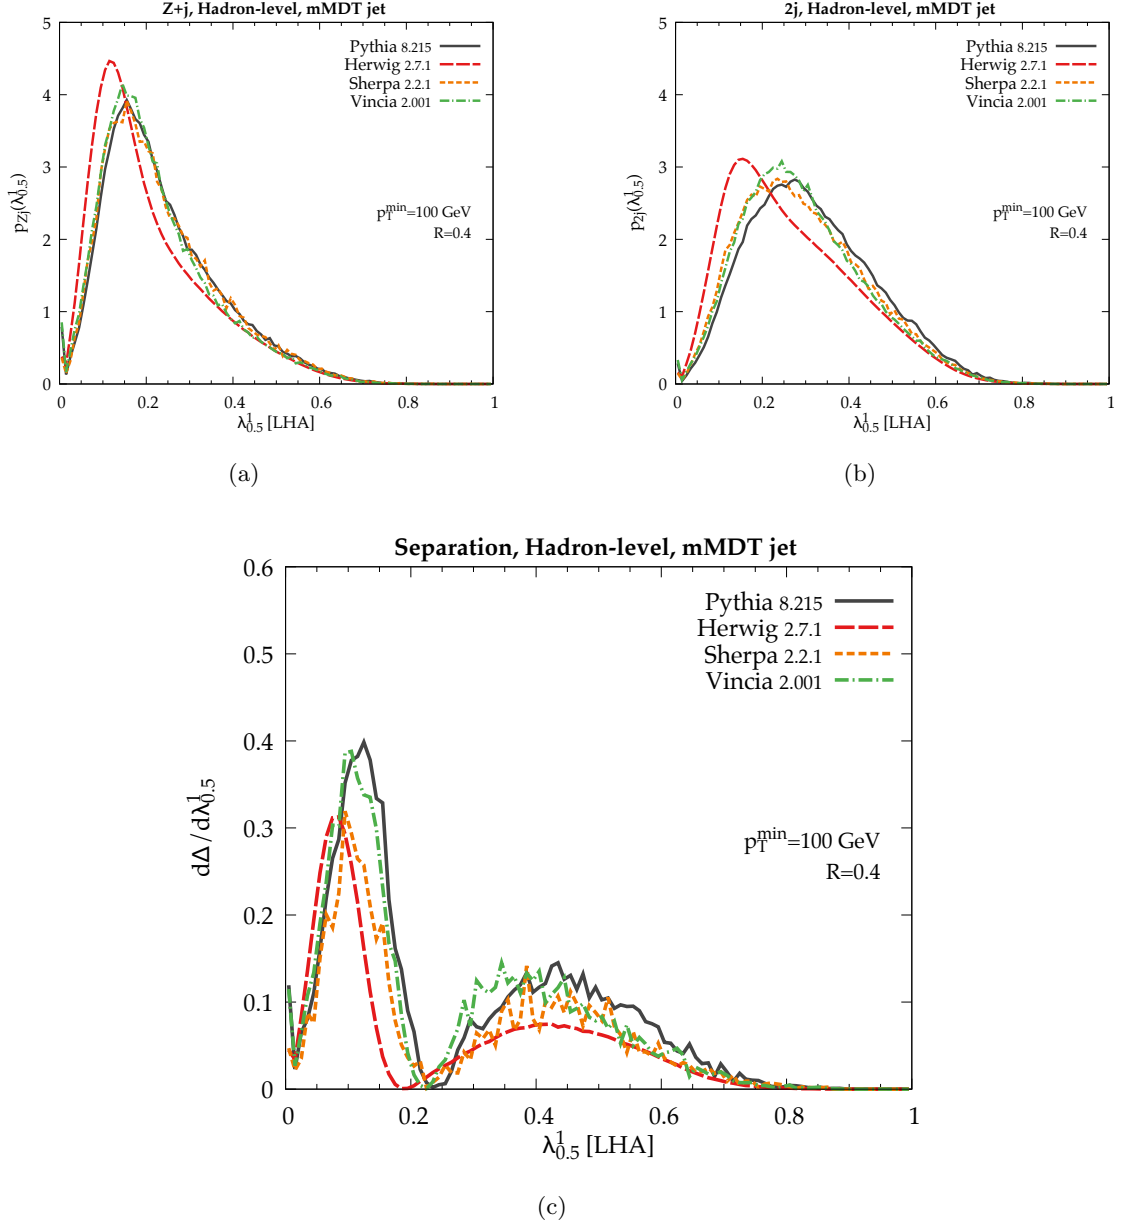 Z+j, Hadron-level, mMDT jet
5
4
3
2
1
0
p_Zj(λ^1_0.5)
Pythia 8.215
Herwig 2.7.1
Sherpa 2.2.1
Vincia 2.001
p_T^min=100 GeV
R=0.4
0 0.2 0.4 0.6 0.8 1
λ^1_0.5 [LHA]
(a)
2j, Hadron-level, mMDT jet
5
4
3
2
1
0
p_2j(λ^1_0.5)
Pythia 8.215
Herwig 2.7.1
Sherpa 2.2.1
Vincia 2.001
p_T^min=100 GeV
R=0.4
0 0.2 0.4 0.6 0.8 1
λ^1_0.5 [LHA]
(b)
Separation, Hadron-level, mMDT jet
0.6
0.5
0.4
0.3
0.2
0.1
0
dΔ/dλ^1_0.5
Pythia 8.215
Herwig 2.7.1
Sherpa 2.2.1
Vincia 2.001
p_T^min=100 GeV
R=0.4
0 0.2 0.4 0.6 0.8 1
λ^1_0.5 [LHA]
(c)